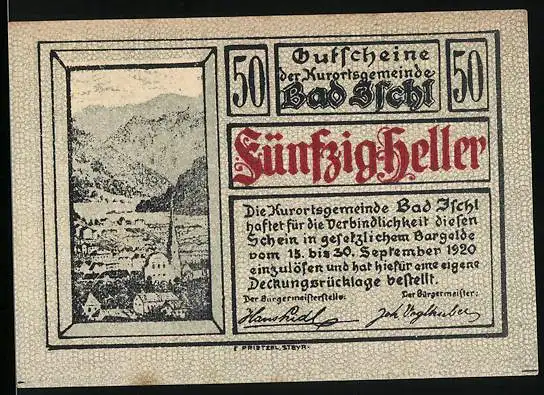 50
Gutscheine
der Kurortsgemeinde
Bad Ischl
50
Fünfzig Heller
Die Kurortsgemeinde Bad Ischl
haftet für die Verbindlichkeit diesen
Schein in gesetzlichem Bargelde
vom 15. bis 30. September 1920
einzulösen und hat hiefür eine eigene
Deckungsrücklage bestellt.
Der Bürgermeisterstelle:
Der Bürgermeister:
F. PRIETZEL, STEYR.